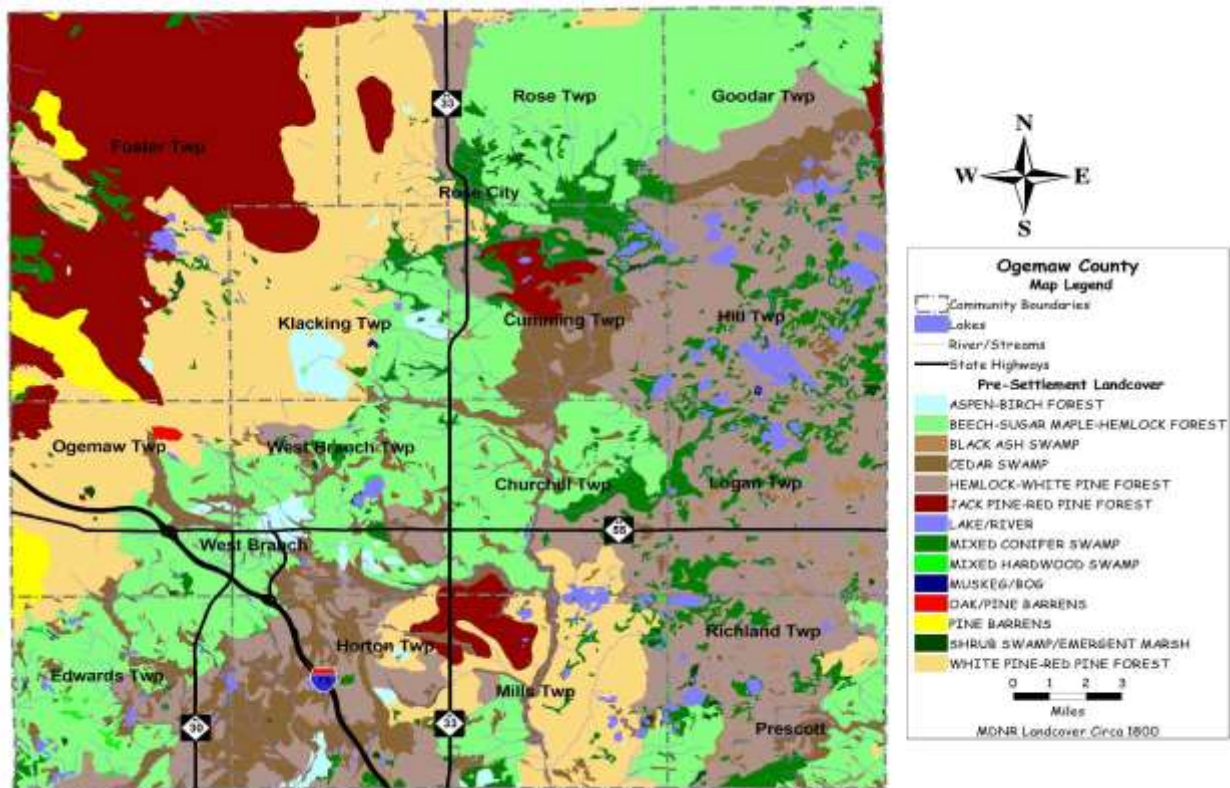 33
Rose Twp
Goodar Twp
Foster Twp
Rose City
Klacking Twp
Cumming Twp
Hill Twp
Ogemaw Twp
West Branch Twp
Churchill Twp
Logan Twp
55
West Branch
Horton Twp
Richland Twp
Edwards Twp
Mills Twp
30
33
Prescott
N
W
E
S
Ogemaw County
Map Legend
Community Boundaries
Lakes
River/Streams
State Highways
Pre-Settlement Landcover
ASPEN-BIRCH FOREST
BEECH-SUGAR MAPLE-HEMLOCK FOREST
BLACK ASH SWAMP
CEDAR SWAMP
HEMLOCK-WHITE PINE FOREST
JACK PINE-RED PINE FOREST
LAKE/RIVER
MIXED CONIFER SWAMP
MIXED HARDWOOD SWAMP
MUSKEG/BOG
OAK/PINE BARRENS
PINE BARRENS
SHRUB SWAMP/EMERGENT MARSH
WHITE PINE-RED PINE FOREST
0 1 2 3
Miles
MDNR Landcover Circa 1800